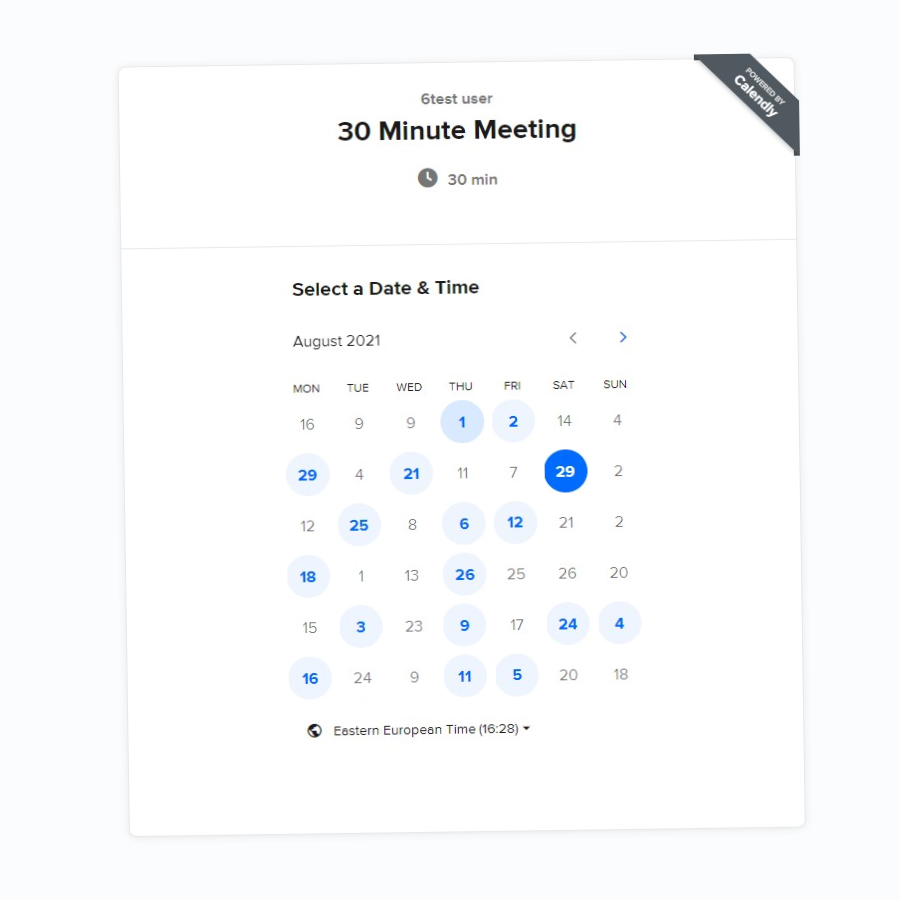 POWERED BY
Calendly
6test user
30 Minute Meeting
30 min
Select a Date & Time
August 2021
MON TUE WED THU FRI SAT SUN
16 9 9 1 2 14 4
29 4 21 11 7 29 2
12 25 8 6 12 21 2
18 1 13 26 25 26 20
15 3 23 9 17 24 4
16 24 9 11 5 20 18
Eastern European Time (16:28)